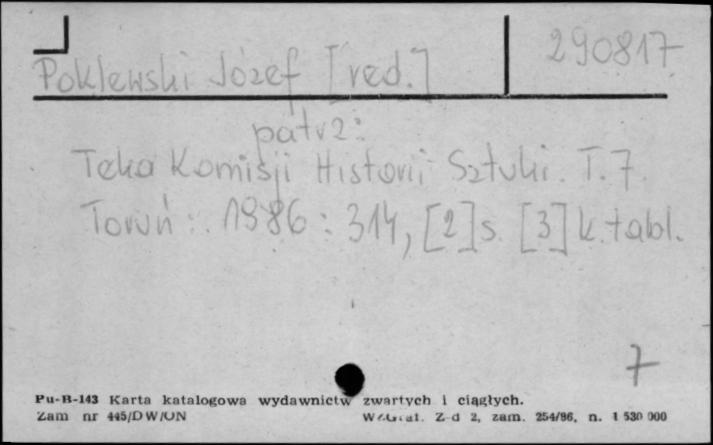 290817
Poklewski Józef [red.]
patrz:
Teka Komisji Historii Sztuki. T. 7.
Toruń: 1986: 314, [2] s. [3] k. tabl.
7
Pu-B-143 Karta katalogowa wydawnictw zwartych i ciągłych.
Zam nr 445/DW/UN Z-d 2, zam. 254/86, n. 1 530 000